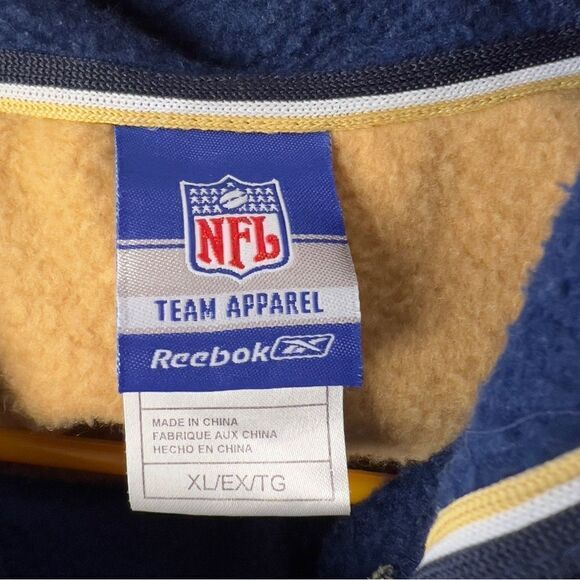 NFL
TEAM APPAREL
Reebok
MADE IN CHINA
FABRIQUE AUX CHINA
HECHO EN CHINA
XL/EX/TG